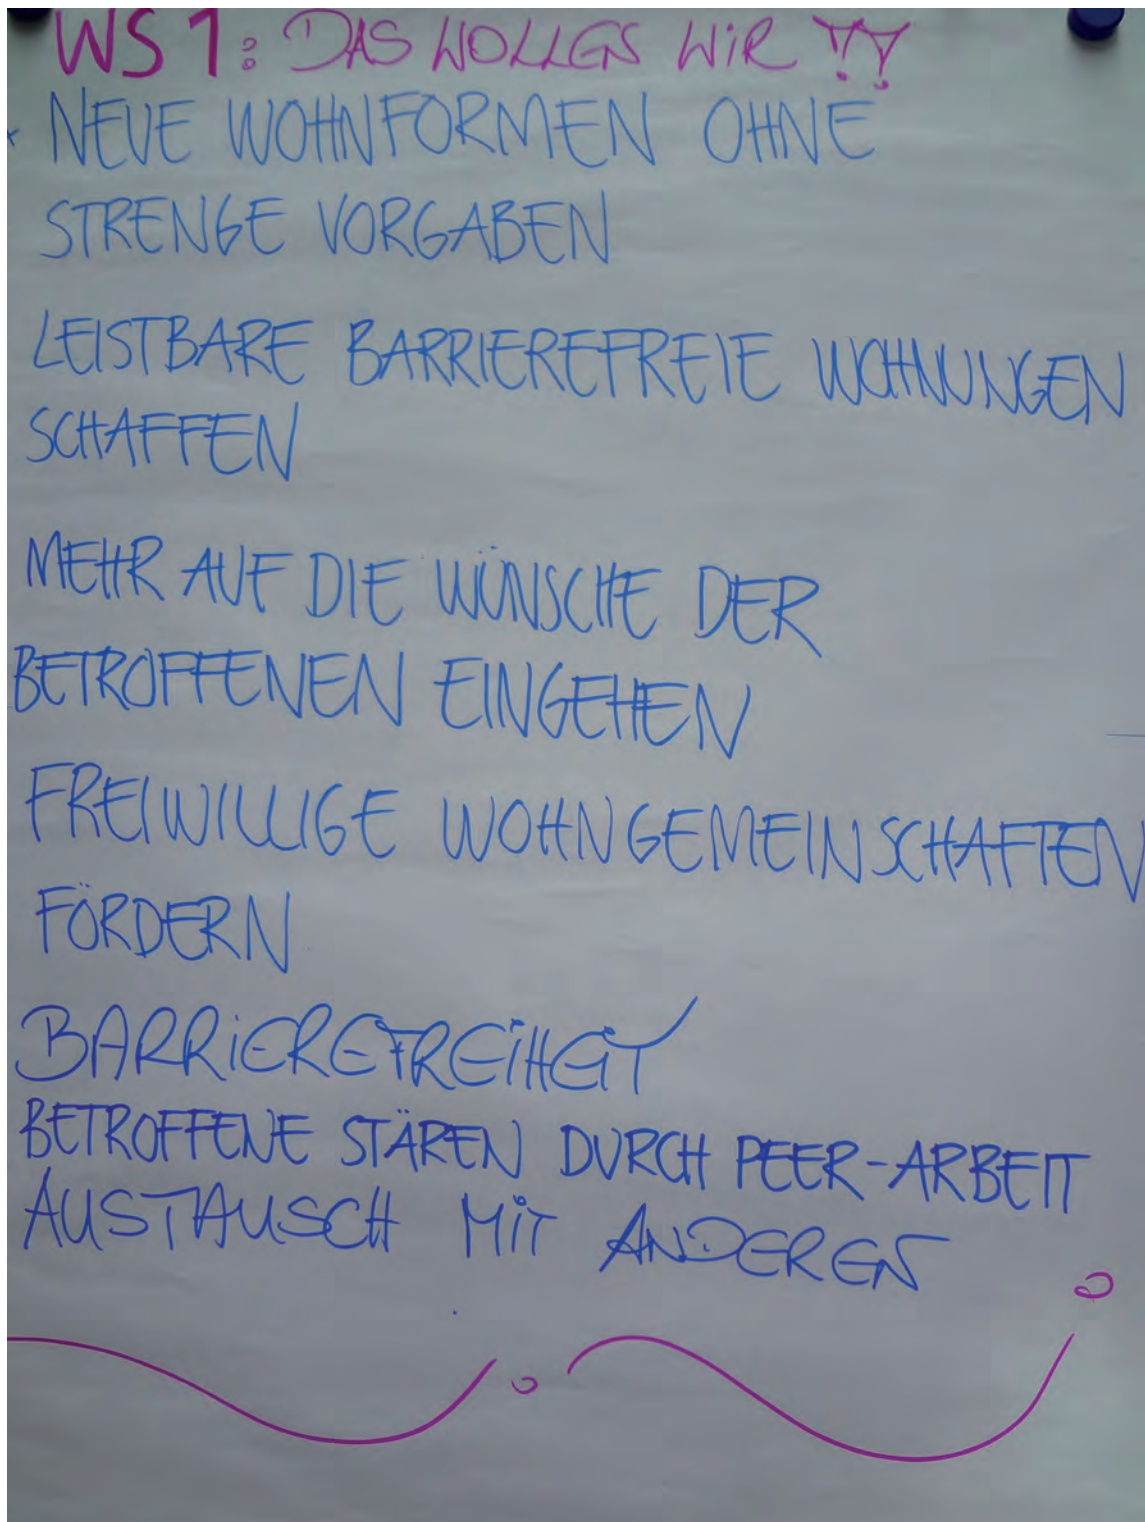 WS 1: DAS WOLLEN WIR !!
NEUE WOHNFORMEN OHNE
STRENGE VORGABEN
LEISTBARE BARRIEREFREIE WOHNUNGEN
SCHAFFEN
MEHR AUF DIE WÜNSCHE DER
BETROFFENEN EINGEHEN
FREIWILLIGE WOHNGEMEINSCHAFTEN
FÖRDERN
BARRiEREFREiHEiT
BETROFFENE STÄREN DURCH PEER-ARBEIT
AUSTAUSCH MiT ANDEREN